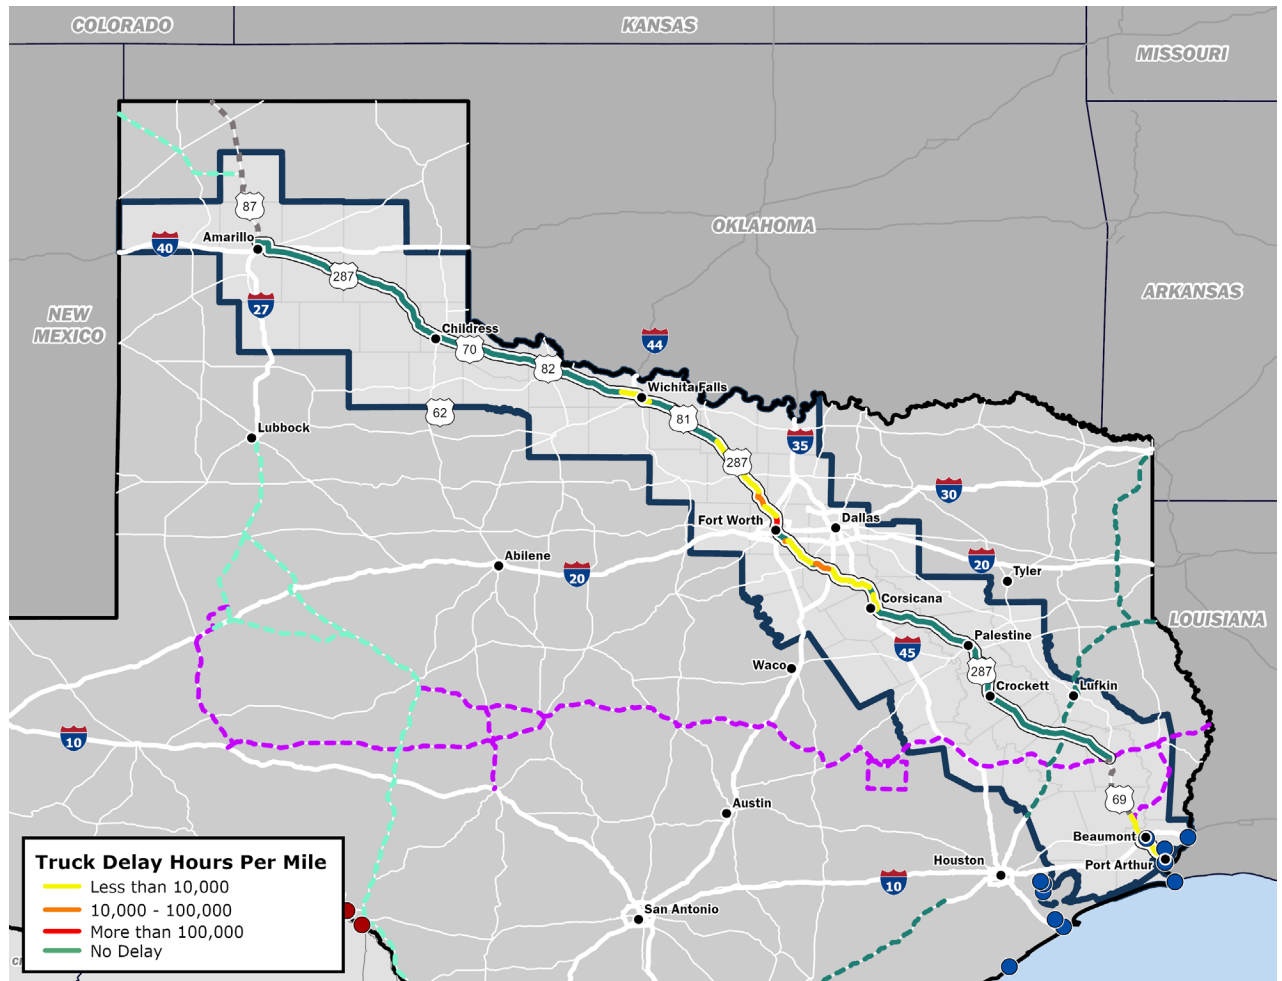 COLORADO
KANSAS
MISSOURI
87
OKLAHOMA
Amarillo
40
287
ARKANSAS
27
NEW
MEXICO
Childress
44
70
82
Wichita Falls
62
81
Lubbock
35
287
30
Fort Worth
Dallas
Abilene
20
20
Tyler
Corsicana
LOUISIANA
Palestine
45
Waco
287
Crockett
Lufkin
10
69
Austin
Beaumont
Houston
Port Arthur
10
San Antonio
Truck Delay Hours Per Mile
Less than 10,000
10,000 - 100,000
More than 100,000
No Delay